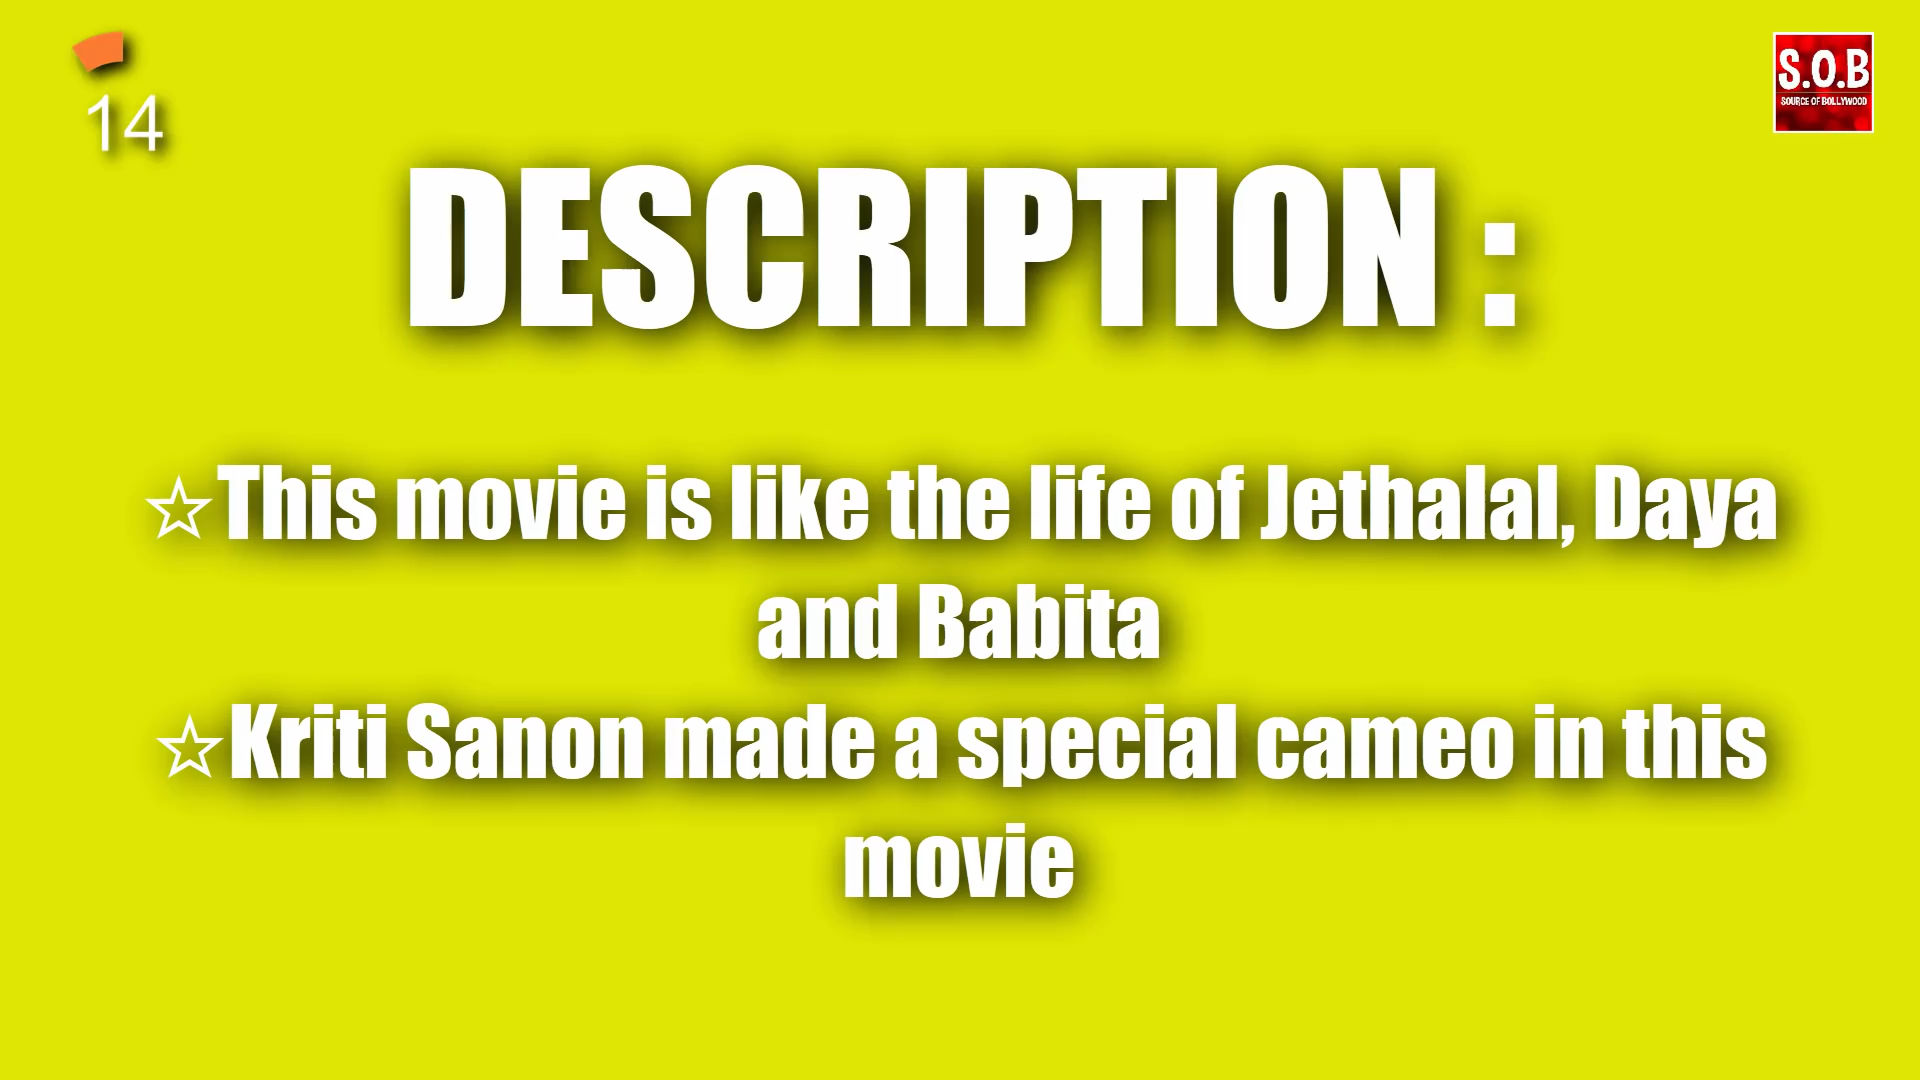 14
S.O.B
SOURCE OF BOLLYWOOD
DESCRIPTION :
☆This movie is like the life of Jethalal, Daya
and Babita
☆Kriti Sanon made a special cameo in this
movie